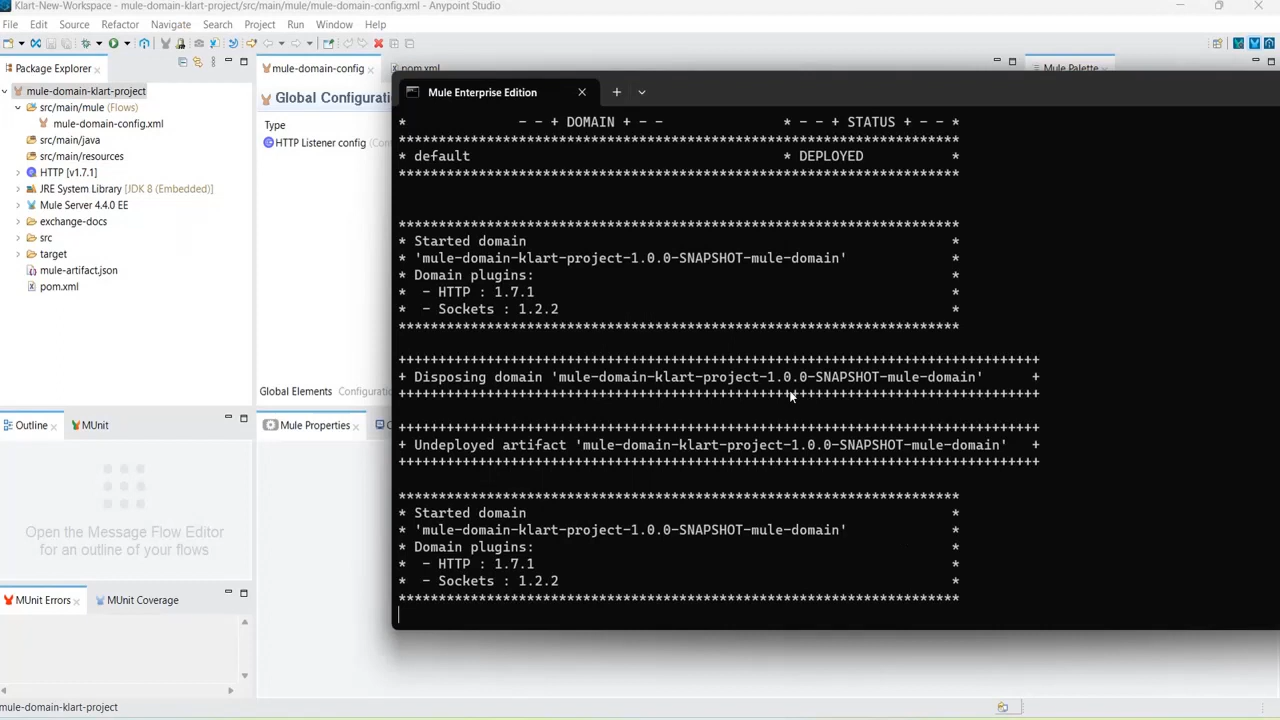 Klart-New-Workspace - mule-domain-klart-project/src/main/mule/mule-domain-config.xml - Anypoint Studio
File Edit Source Refactor Navigate Search Project Run Window Help
Package Explorer
mule-domain-config
pom.xml
Mule Palette
mule-domain-klart-project
src/main/mule (Flows)
mule-domain-config.xml
src/main/java
src/main/resources
HTTP [v1.7.1]
JRE System Library [JDK 8 (Embedded)]
Mule Server 4.4.0 EE
exchange-docs
src
target
mule-artifact.json
pom.xml
Global Configurati
Type
HTTP Listener config (Con
Global Elements Configuratio
Outline
MUnit
Mule Properties
C
Open the Message Flow Editor
for an outline of your flows
MUnit Errors
MUnit Coverage
mule-domain-klart-project
Mule Enterprise Edition
* - - + DOMAIN + - - * - - + STATUS + - - *
**********************************************************************
* default * DEPLOYED *
**********************************************************************
**********************************************************************
* Started domain *
* 'mule-domain-klart-project-1.0.0-SNAPSHOT-mule-domain' *
* Domain plugins: *
* - HTTP : 1.7.1 *
* - Sockets : 1.2.2 *
**********************************************************************
++++++++++++++++++++++++++++++++++++++++++++++++++++++++++++++++++++++++++++++++
+ Disposing domain 'mule-domain-klart-project-1.0.0-SNAPSHOT-mule-domain' +
++++++++++++++++++++++++++++++++++++++++++++++++++++++++++++++++++++++++++++++++
++++++++++++++++++++++++++++++++++++++++++++++++++++++++++++++++++++++++++++++++
+ Undeployed artifact 'mule-domain-klart-project-1.0.0-SNAPSHOT-mule-domain' +
++++++++++++++++++++++++++++++++++++++++++++++++++++++++++++++++++++++++++++++++
**********************************************************************
* Started domain *
* 'mule-domain-klart-project-1.0.0-SNAPSHOT-mule-domain' *
* Domain plugins: *
* - HTTP : 1.7.1 *
* - Sockets : 1.2.2 *
**********************************************************************